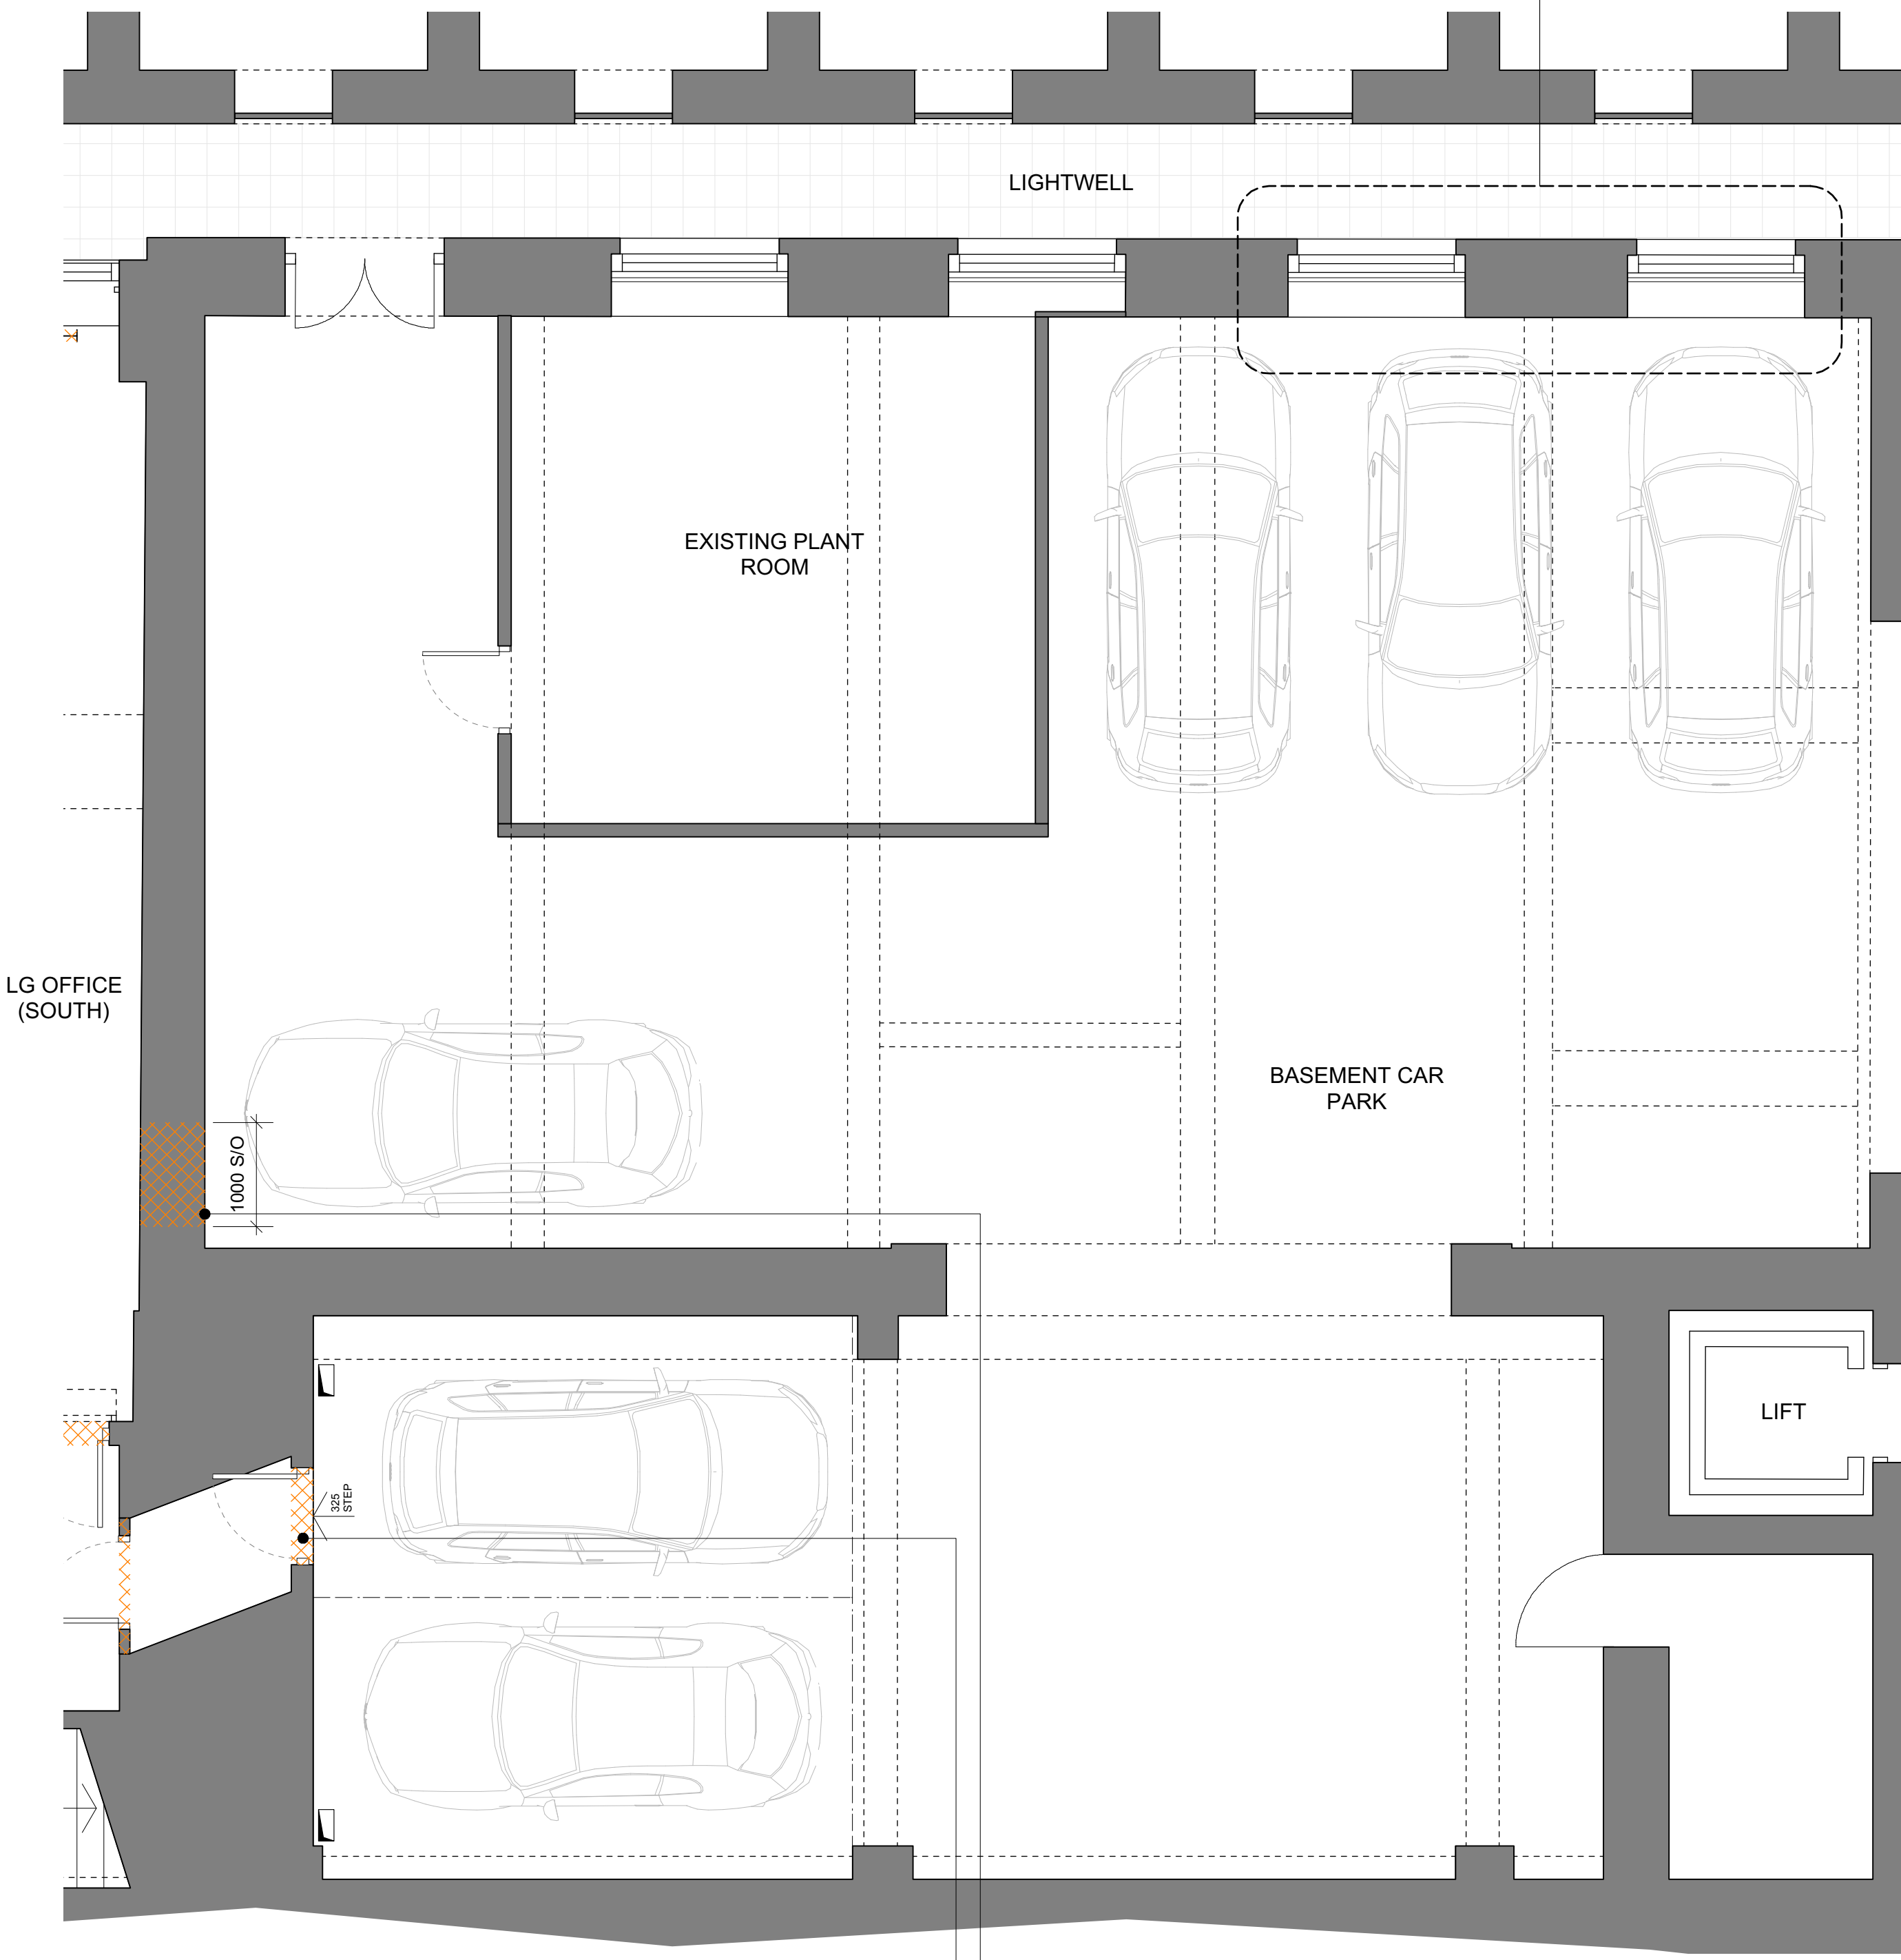 LIGHTWELL
EXISTING PLANT
ROOM
LG OFFICE
(SOUTH)
BASEMENT CAR
PARK
1000 S/O
LIFT
325
STEP